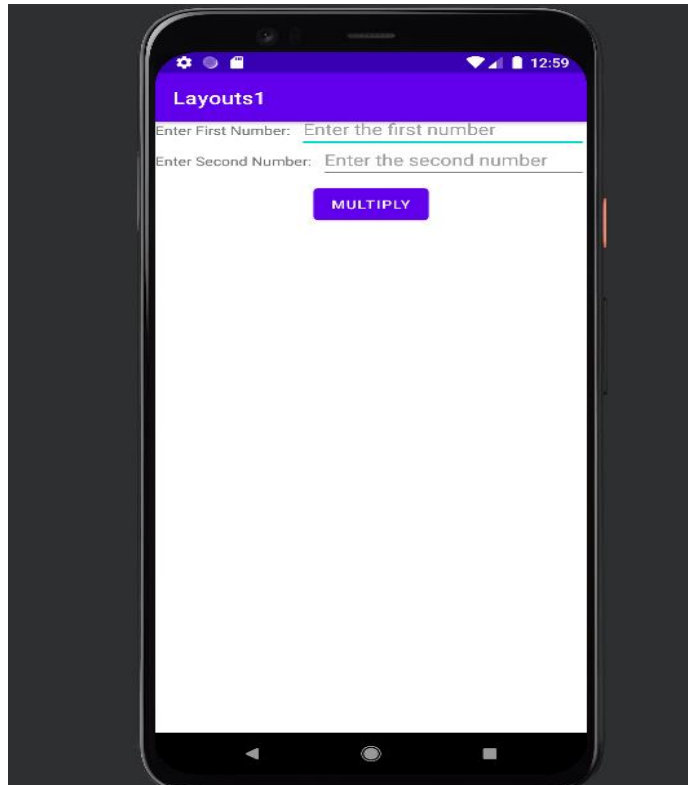 12:59
Layouts1
Enter First Number: Enter the first number
Enter Second Number: Enter the second number
MULTIPLY